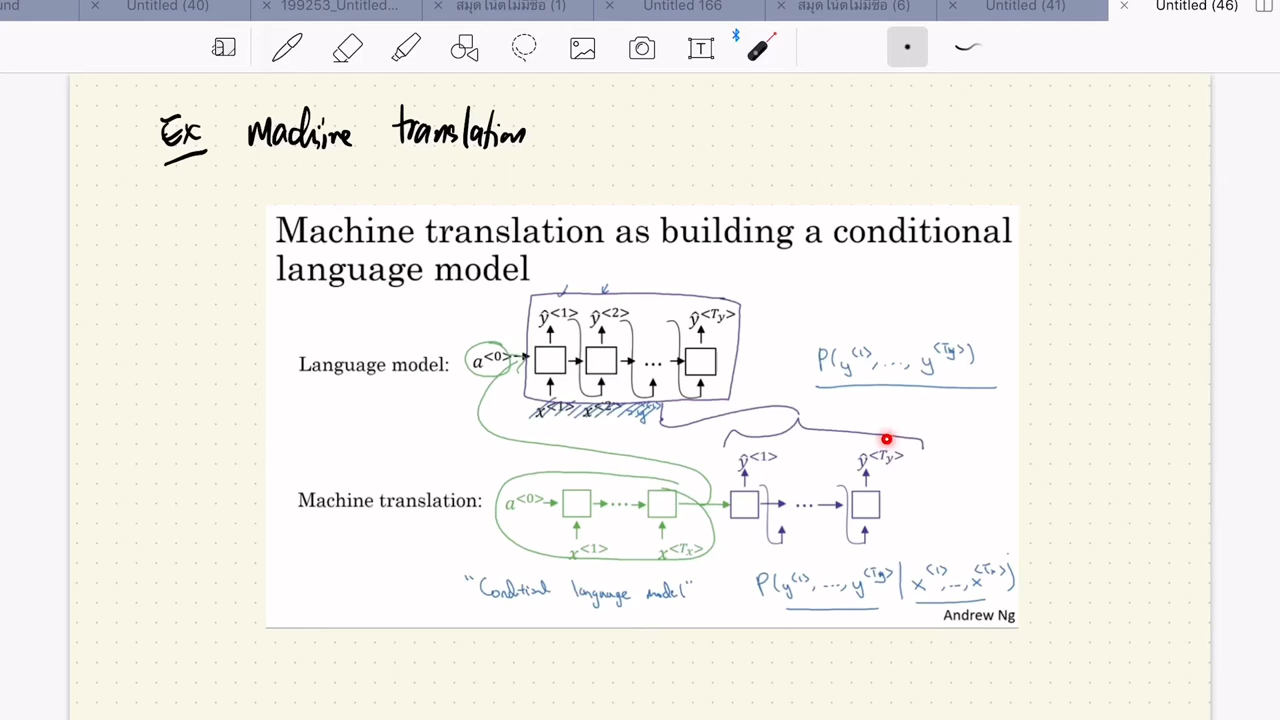 ound
Untitled (40)
199253_Untitled...
สมุดโน้ตไม่มีชื่อ (1)
Untitled 166
สมุดโน้ตไม่มีชื่อ (6)
Untitled (41)
Untitled (46)
Ex machine translation
Machine translation as building a conditional
language model
ŷ<1> ŷ<2> ŷ<Ty>
Language model: a<0> ...
P(y<1>, ..., y<Ty>)
x<1> x<2>
ŷ<1> ŷ<Ty>
Machine translation: a<0> ... ...
x<1> x<Tx>
"Conditional language model" P(y<1>, ..., y<Ty> | x<1>, ..., x<Tx>)
Andrew Ng